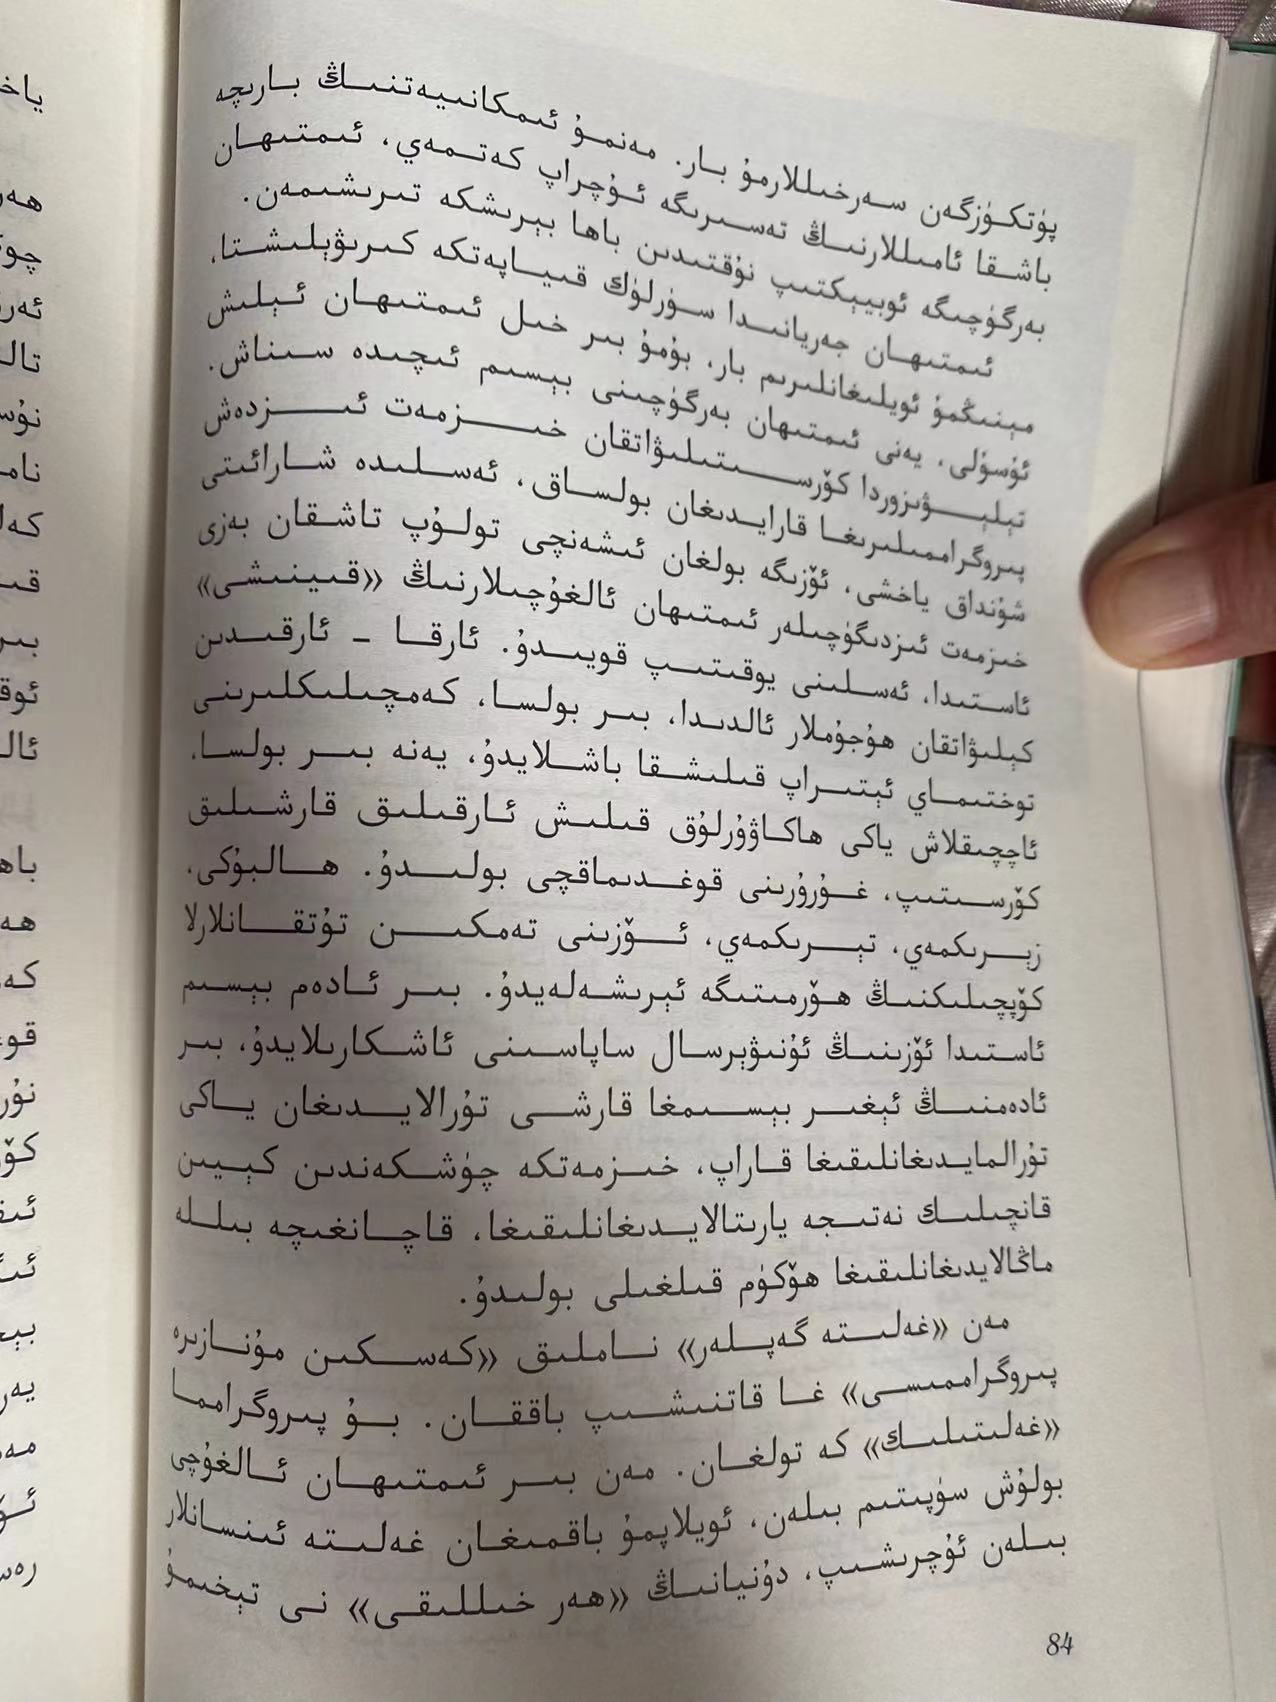 پۈتكۈزگەن سەرخىللارمۇ بار. مەنمۇ ئىمكانىيەتنىڭ بارىچە
باشقا ئامىللارنىڭ تەسىرىگە ئۇچراپ كەتمەي، ئىمتىھان
بەرگۈچىگە ئوبيېكتىپ نۇقتىدىن باھا بېرىشكە تىرىشىمەن.
ئىمتىھان جەريانىدا سۈرلۈك قىياپەتكە كىرىۋېلىشتا،
مېنىڭمۇ ئويلىغانلىرىم بار، بۇمۇ بىر خىل ئىمتىھان ئېلىش
ئۇسۇلى، يەنى ئىمتىھان بەرگۈچىنى بېسىم ئىچىدە سىناش.
تېلېۋىزوردا كۆرسىتىلىۋاتقان خىزمەت ئىزدەش
پىروگراممىلىرىغا قارايدىغان بولساق، ئەسلىدە شارائىتى
شۇنداق ياخشى، ئۆزىگە بولغان ئىشەنچى تولۇپ تاشقان بەزى
خىزمەت ئىزدىگۈچىلەر ئىمتىھان ئالغۇچىلارنىڭ «قىينىشى»
ئاستىدا، ئەسلىنى يوقىتىپ قويىدۇ. ئارقا - ئارقىدىن
كېلىۋاتقان ھۇجۇملار ئالدىدا، بىر بولسا، كەمچىلىكلىرىنى
توختىماي ئېتىراپ قىلىشقا باشلايدۇ، يەنە بىر بولسا،
ئاچچىقلاش ياكى ھاكاۋۇرلۇق قىلىش ئارقىلىق قارشىلىق
كۆرسىتىپ، غۇرۇرىنى قوغدىماقچى بولىدۇ. ھالبۇكى،
زېرىكمەي، تېرىكمەي، ئۆزىنى تەمكىن تۇتقانلارلا
كۆپچىلىكنىڭ ھۆرمىتىگە ئېرىشەلەيدۇ. بىر ئادەم بېسىم
ئاستىدا ئۆزىنىڭ ئۇنىۋېرسال ساپاسىنى ئاشكارىلايدۇ، بىر
ئادەمنىڭ ئېغىر بېسىمغا قارشى تۇرالايدىغان ياكى
تۇرالمايدىغانلىقىغا قاراپ، خىزمەتكە چۈشكەندىن كېيىن
قانچىلىك نەتىجە يارىتالايدىغانلىقىغا، قاچانغىچە بىللە
ماڭالايدىغانلىقىغا ھۆكۈم قىلغىلى بولىدۇ.
مەن «غەلىتە گەپلەر» ناملىق «كەسكىن مۇنازىرە
پىروگراممىسى» غا قاتنىشىپ باققان. بۇ پىروگرامما
«غەلىتىلىك» كە تولغان. مەن بىر ئىمتىھان ئالغۇچى
بولۇش سۈپىتىم بىلەن، ئويلاپمۇ باقمىغان غەلىتە ئىنسانلار
بىلەن ئۇچرىشىپ، دۇنيانىڭ «ھەر خىللىقى» نى تېخىمۇ
84